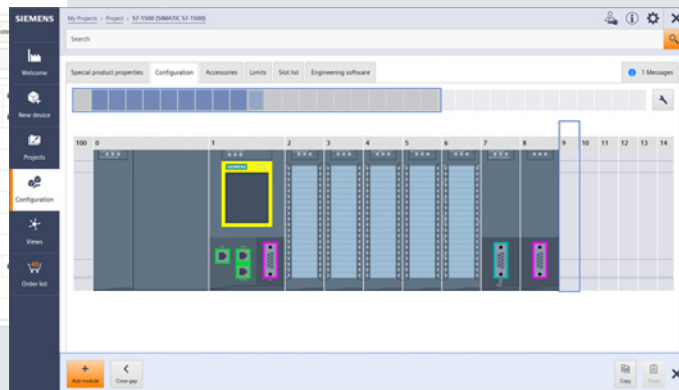 SIEMENS
My Projects › Project › S7-1500 (SIMATIC S7-1500)
Search
Welcome
New device
Projects
Configuration
Views
Order list
Special product properties Configuration Accessories Limits Slot list Engineering software
1 Messages
100 0 1 2 3 4 5 6 7 8 9 10 11 12 13 14
SIEMENS
Add module
Close gap
Copy
Paste